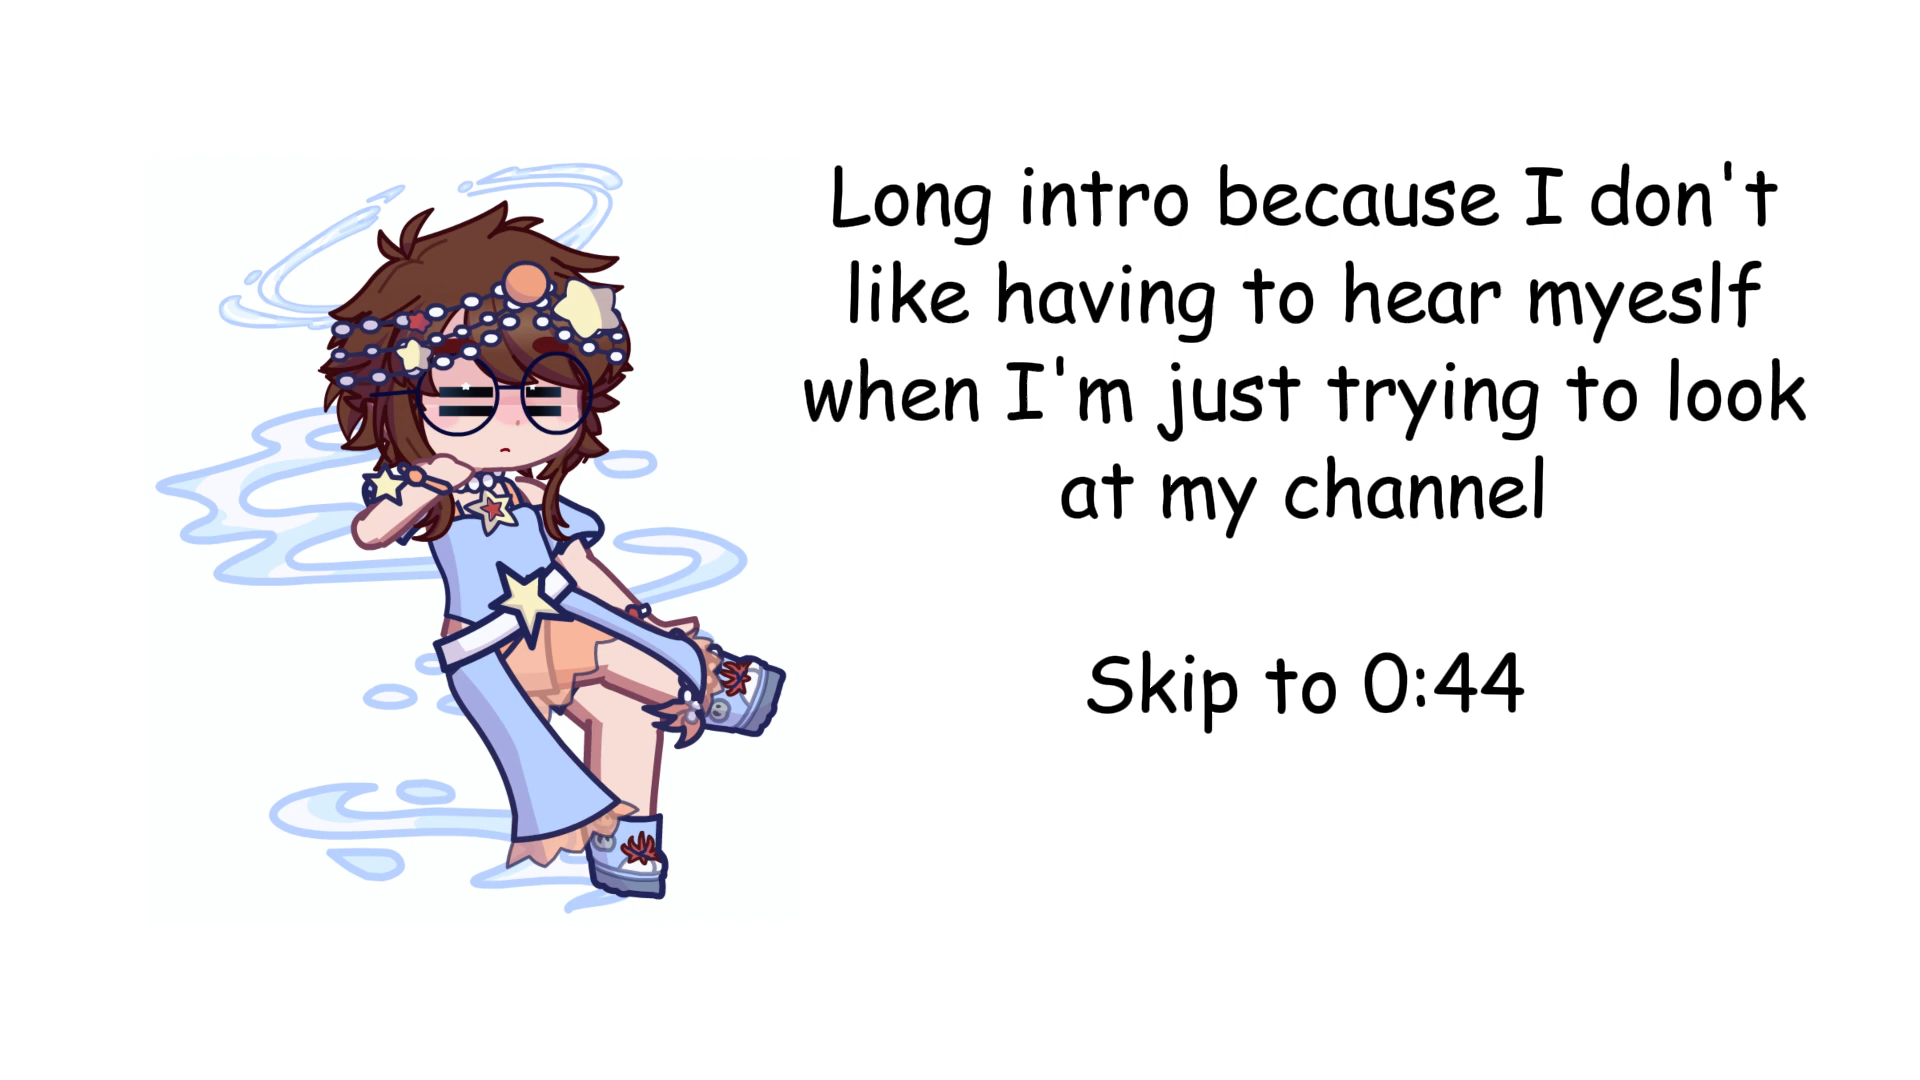 Long intro because I don't
like having to hear myeslf
when I'm just trying to look
at my channel
Skip to 0:44